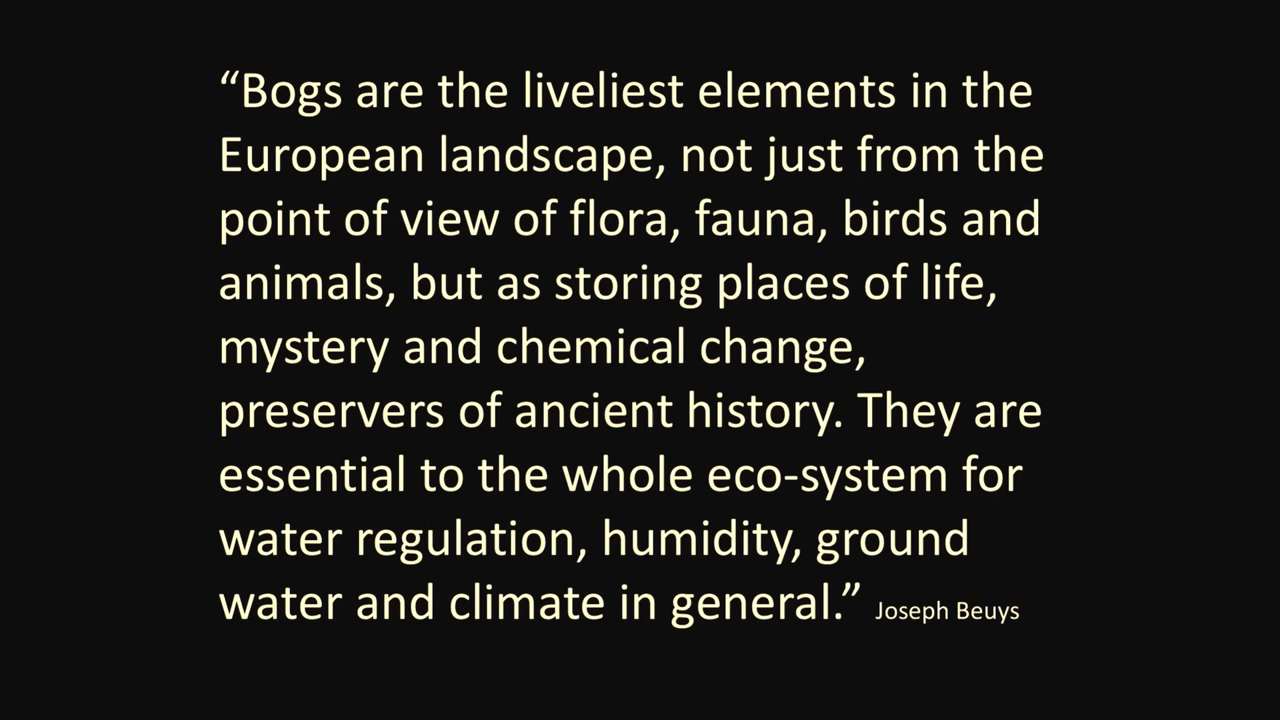 “Bogs are the liveliest elements in the
European landscape, not just from the
point of view of flora, fauna, birds and
animals, but as storing places of life,
mystery and chemical change,
preservers of ancient history. They are
essential to the whole eco-system for
water regulation, humidity, ground
water and climate in general.” Joseph Beuys